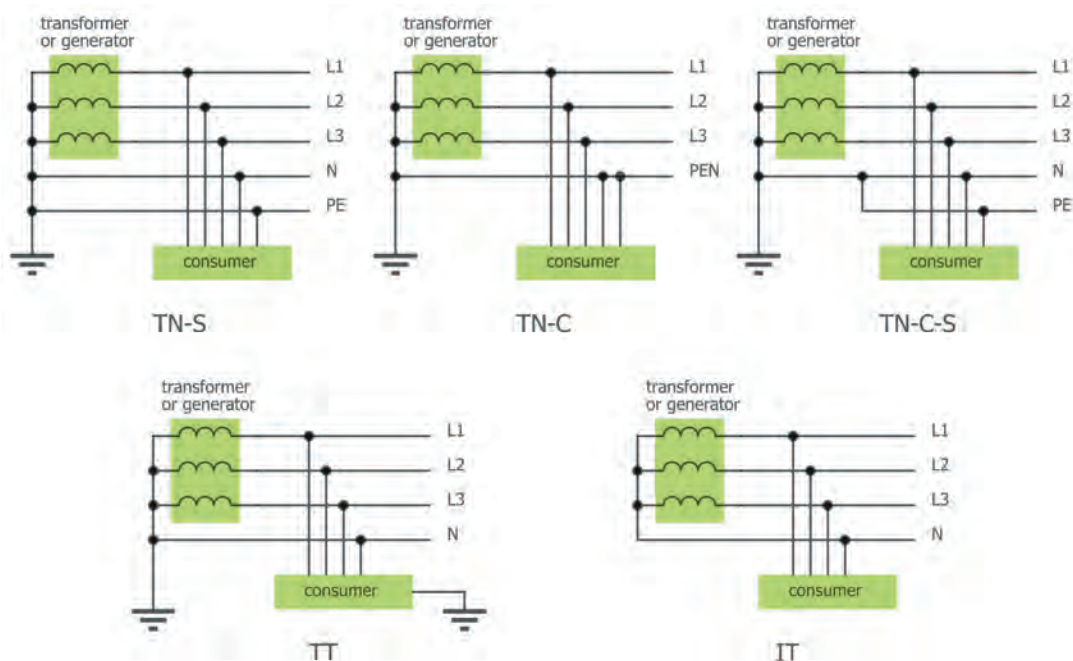 transformer
or generator
L1
L2
L3
N
PE
consumer
TN-S
transformer
or generator
L1
L2
L3
PEN
consumer
TN-C
transformer
or generator
L1
L2
L3
N
PE
consumer
TN-C-S
transformer
or generator
L1
L2
L3
N
consumer
TT
transformer
or generator
L1
L2
L3
N
consumer
IT